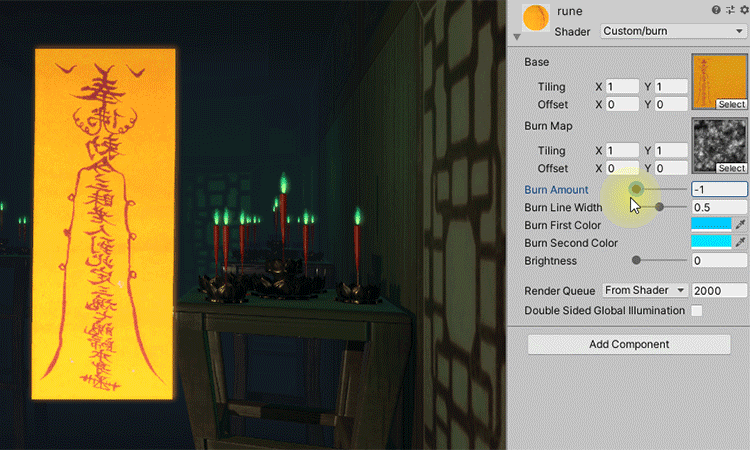 rune
Shader Custom/burn
Base
Tiling X 1 Y 1
Offset X 0 Y 0
Select
Burn Map
Tiling X 1 Y 1
Offset X 0 Y 0
Select
Burn Amount -1
Burn Line Width 0.5
Burn First Color
Burn Second Color
Brightness 0
Render Queue From Shader 2000
Double Sided Global Illumination
Add Component